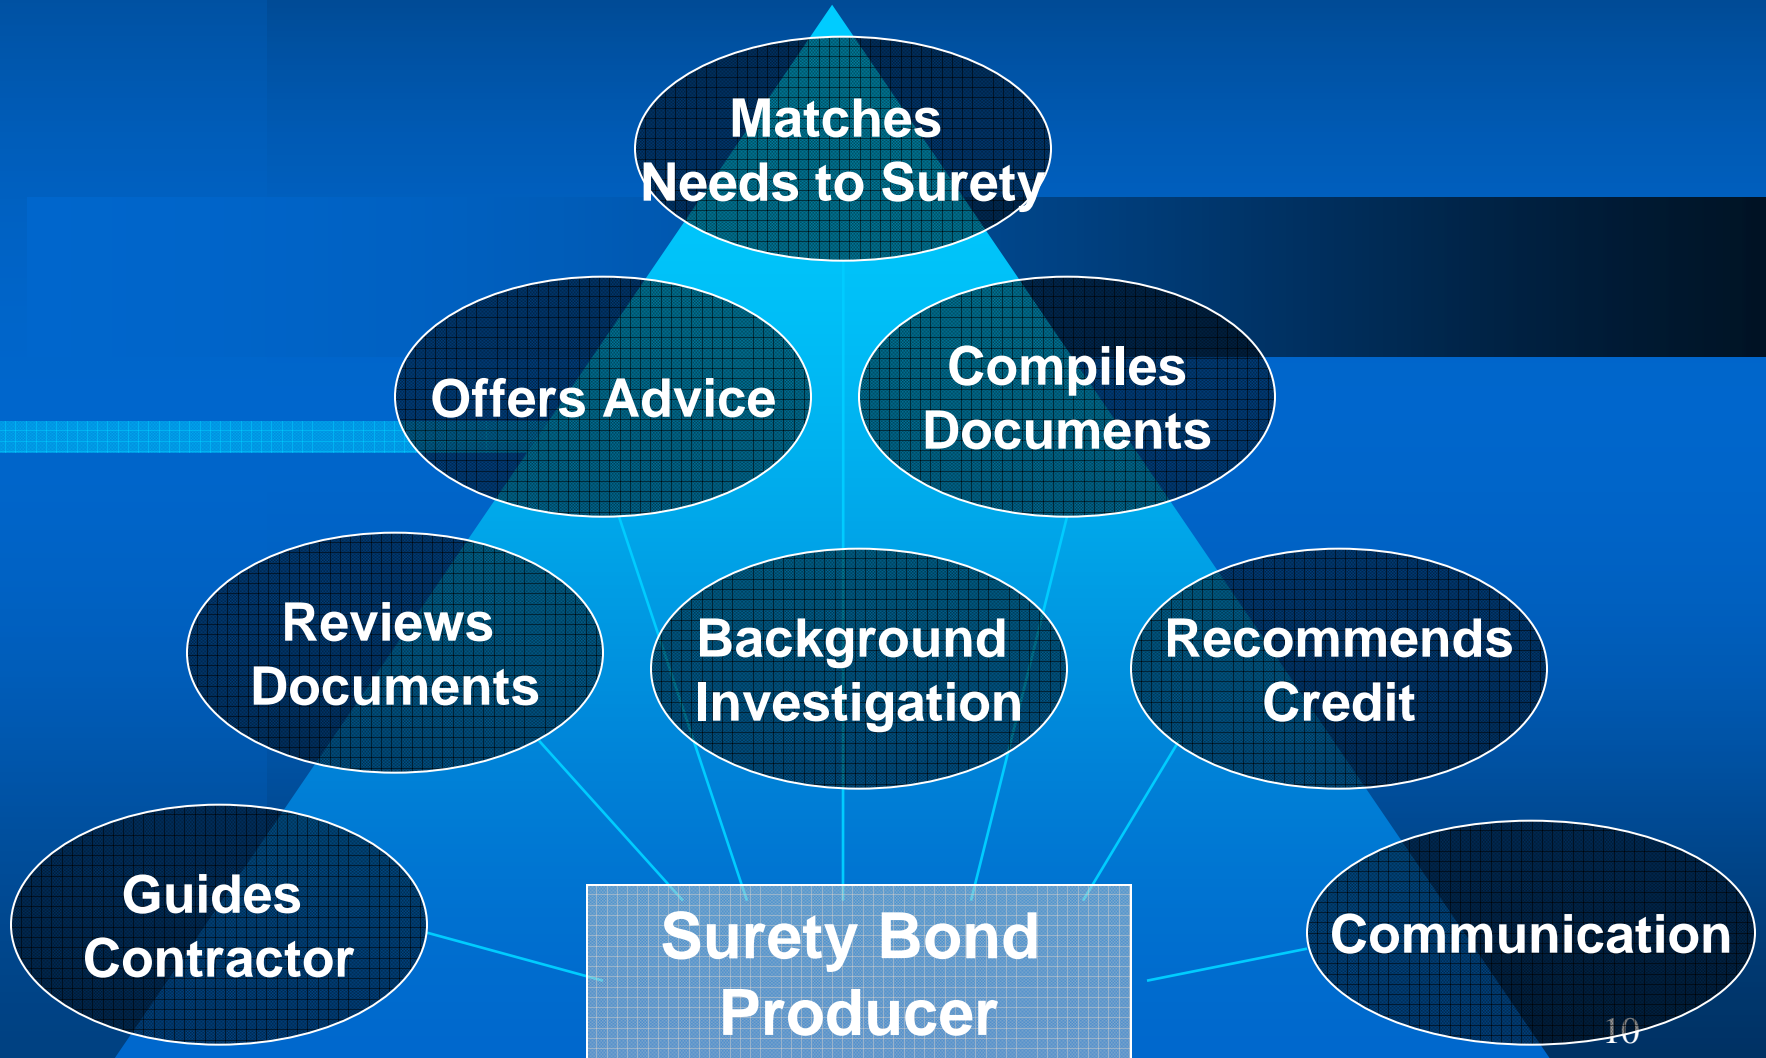 Matches
Needs to Surety
Offers Advice
Compiles
Documents
Reviews
Documents
Background
Investigation
Recommends
Credit
Guides
Contractor
Surety Bond
Producer
Communication
10